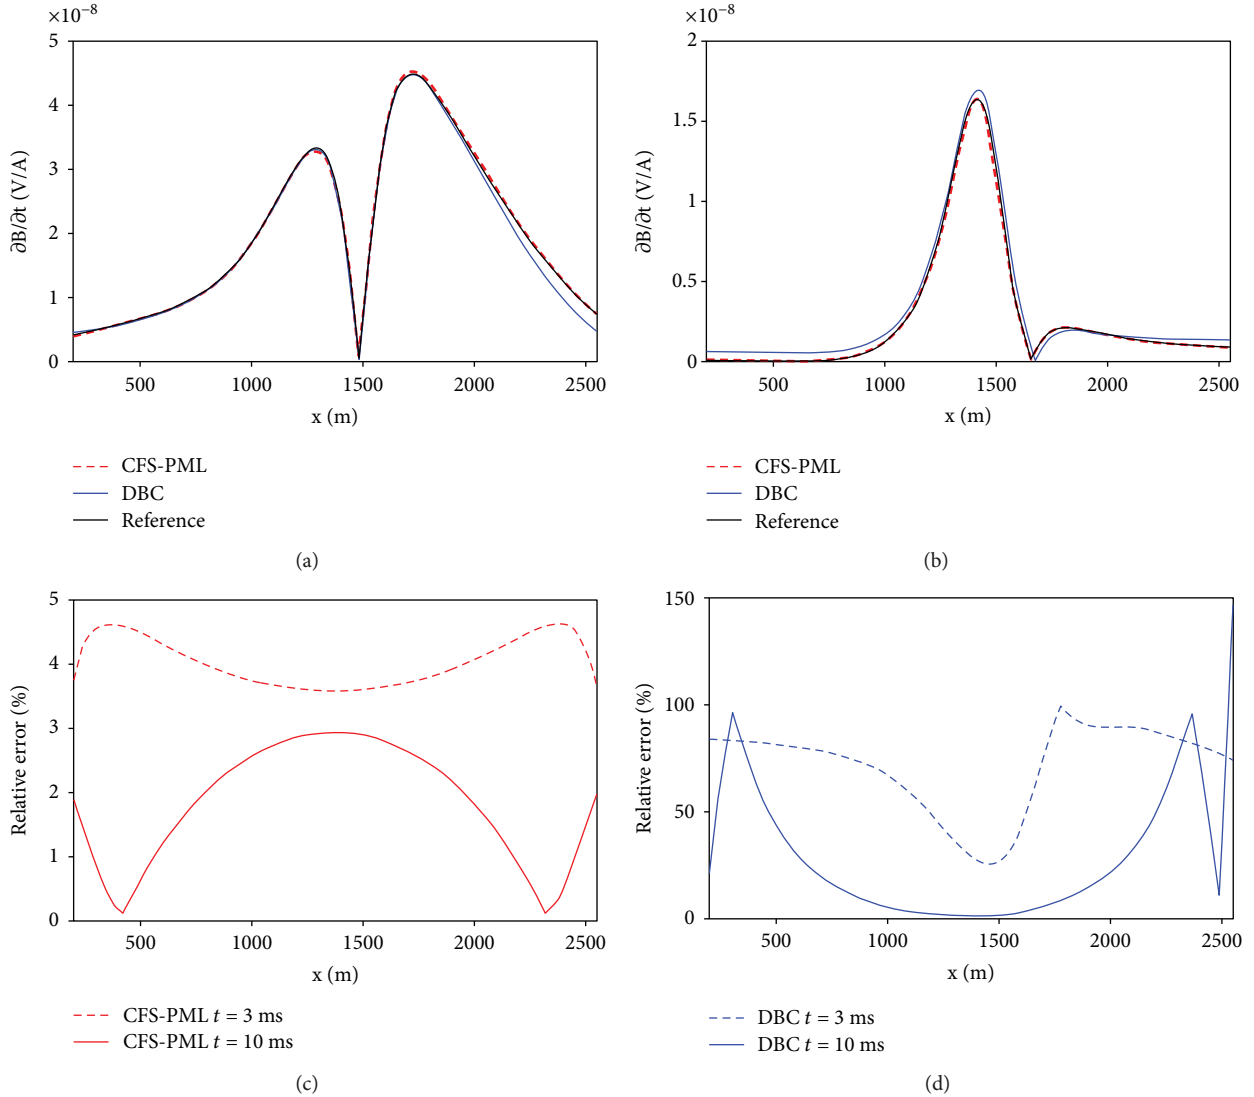 ×10−8
5
4
3
2
1
0
∂B/∂t (V/A)
500
1000
1500
2000
2500
x (m)
CFS-PML
DBC
Reference
(a)
×10−8
2
1.5
1
0.5
0
∂B/∂t (V/A)
500
1000
1500
2000
2500
x (m)
CFS-PML
DBC
Reference
(b)
5
4
3
2
1
0
Relative error (%)
500
1000
1500
2000
2500
x (m)
CFS-PML t = 3 ms
CFS-PML t = 10 ms
(c)
150
100
50
0
Relative error (%)
500
1000
1500
2000
2500
x (m)
DBC t = 3 ms
DBC t = 10 ms
(d)